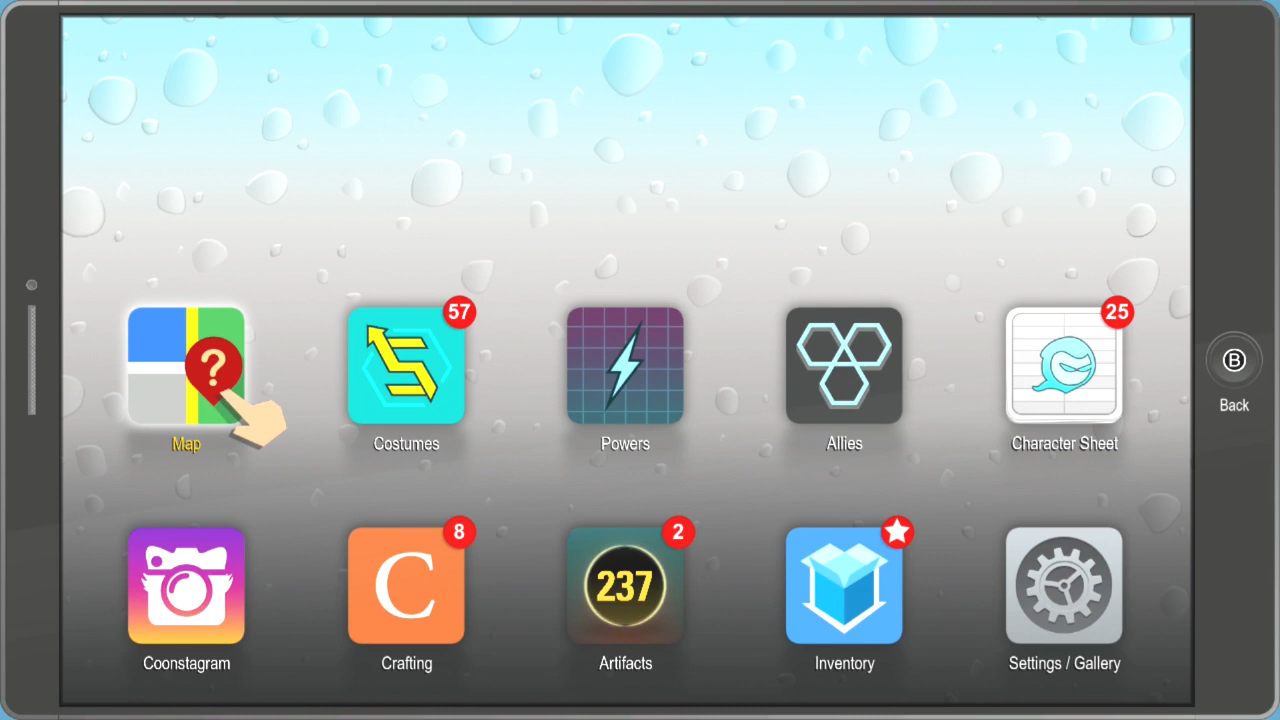 57
25
?
Map
Costumes
Powers
Allies
Character Sheet
B
Back
8
2
C
237
Coonstagram
Crafting
Artifacts
Inventory
Settings / Gallery